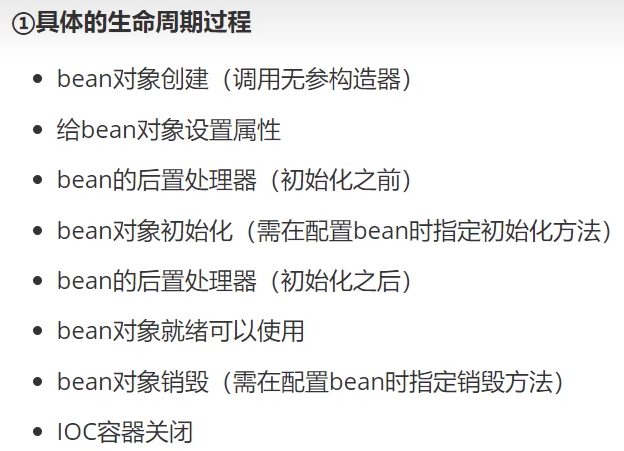 ①具体的生命周期过程
• bean对象创建（调用无参构造器）
• 给bean对象设置属性
• bean的后置处理器（初始化之前）
• bean对象初始化（需在配置bean时指定初始化方法）
• bean的后置处理器（初始化之后）
• bean对象就绪可以使用
• bean对象销毁（需在配置bean时指定销毁方法）
• IOC容器关闭